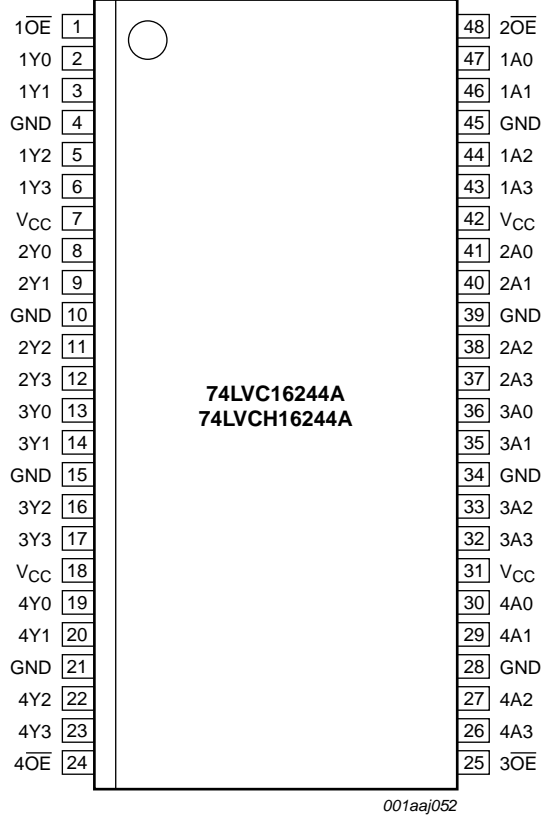 1O̅E̅ 1 48 2O̅E̅
1Y0 2 47 1A0
1Y1 3 46 1A1
GND 4 45 GND
1Y2 5 44 1A2
1Y3 6 43 1A3
VCC 7 42 VCC
2Y0 8 41 2A0
2Y1 9 40 2A1
GND 10 39 GND
2Y2 11 38 2A2
2Y3 12 37 2A3
74LVC16244A
74LVCH16244A
3Y0 13 36 3A0
3Y1 14 35 3A1
GND 15 34 GND
3Y2 16 33 3A2
3Y3 17 32 3A3
VCC 18 31 VCC
4Y0 19 30 4A0
4Y1 20 29 4A1
GND 21 28 GND
4Y2 22 27 4A2
4Y3 23 26 4A3
4O̅E̅ 24 25 3O̅E̅
001aaj052